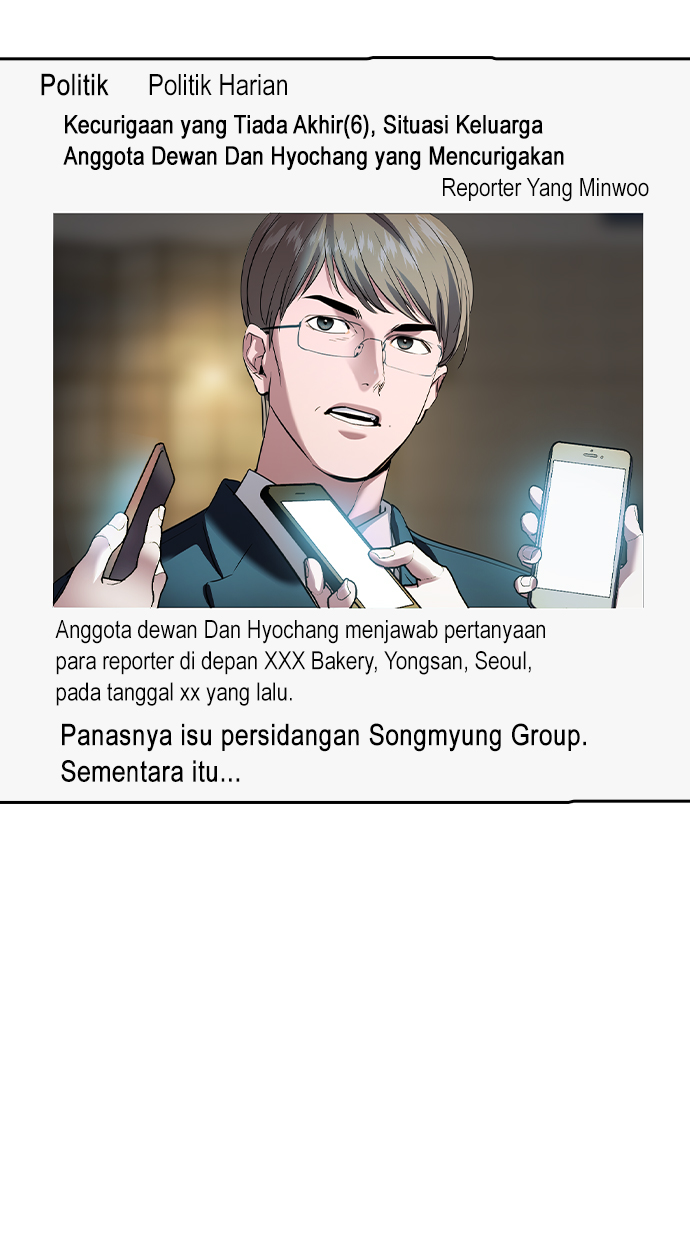 Politik Politik Harian
Kecurigaan yang Tiada Akhir(6), Situasi Keluarga
Anggota Dewan Dan Hyochang yang Mencurigakan
Reporter Yang Minwoo
Anggota dewan Dan Hyochang menjawab pertanyaan
para reporter di depan XXX Bakery, Yongsan, Seoul,
pada tanggal xx yang lalu.
Panasnya isu persidangan Songmyung Group.
Sementara itu...